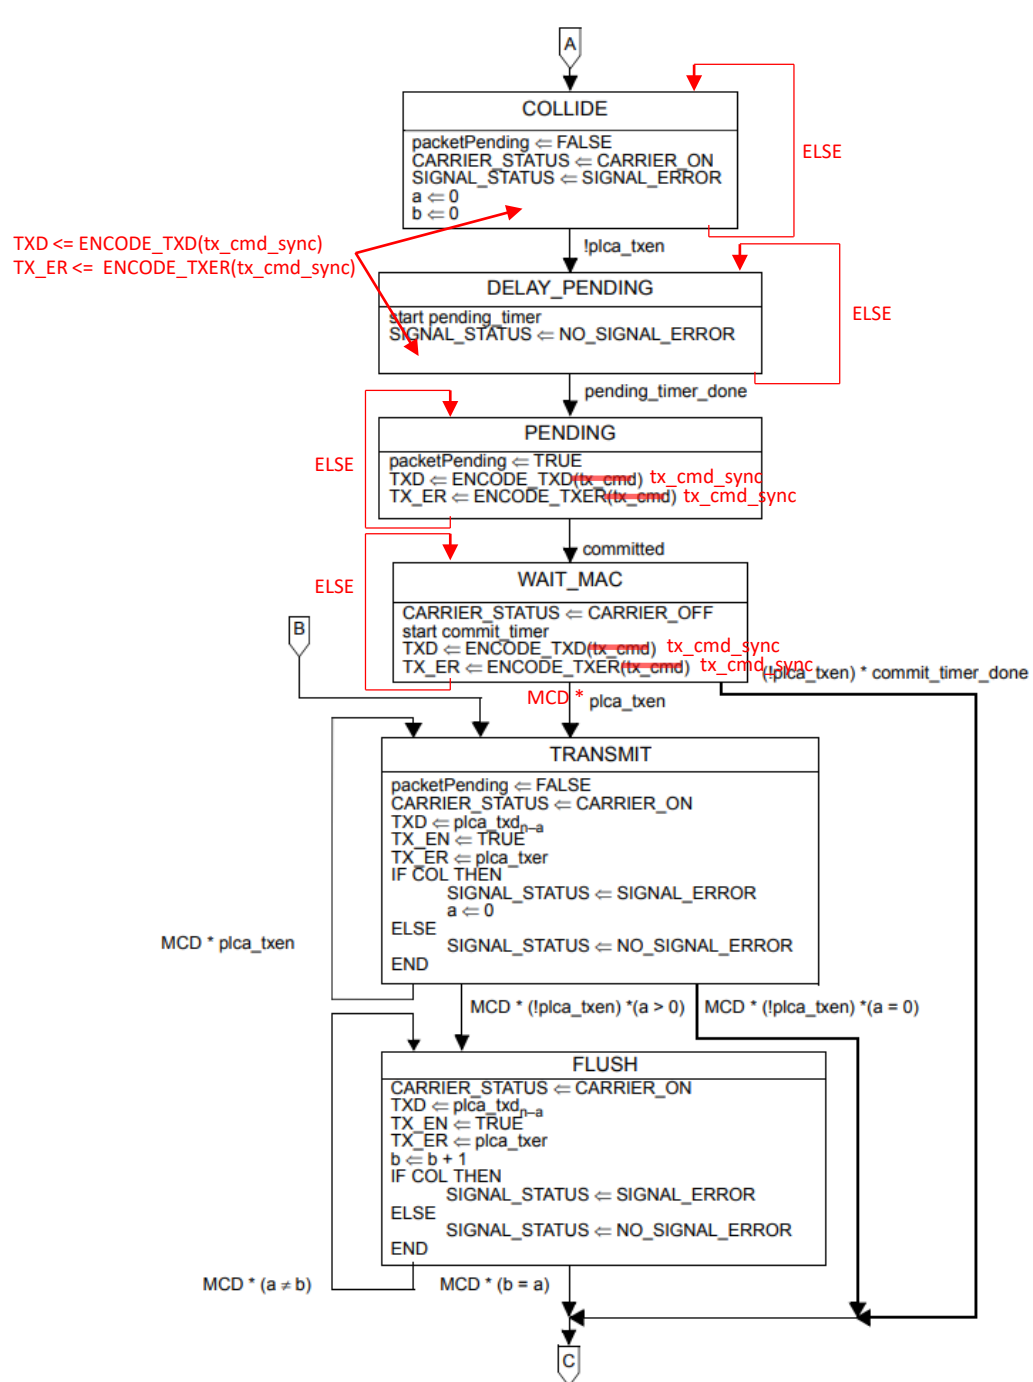 A
COLLIDE
packetPending ⇐ FALSE
CARRIER_STATUS ⇐ CARRIER_ON
SIGNAL_STATUS ⇐ SIGNAL_ERROR
a ⇐ 0
b ⇐ 0
ELSE
TXD <= ENCODE_TXD(tx_cmd_sync)
TX_ER <=  ENCODE_TXER(tx_cmd_sync)
!plca_txen
DELAY_PENDING
start pending_timer
SIGNAL_STATUS ⇐ NO_SIGNAL_ERROR
ELSE
pending_timer_done
PENDING
packetPending ⇐ TRUE
TXD ⇐ ENCODE_TXD(tx_cmd) tx_cmd_sync
TX_ER ⇐ ENCODE_TXER(tx_cmd) tx_cmd_sync
ELSE
committed
WAIT_MAC
CARRIER_STATUS ⇐ CARRIER_OFF
start commit_timer
TXD ⇐ ENCODE_TXD(tx_cmd) tx_cmd_sync
TX_ER ⇐ ENCODE_TXER(tx_cmd) tx_cmd_sync
ELSE
B
(!plca_txen) * commit_timer_done
MCD * plca_txen
TRANSMIT
packetPending ⇐ FALSE
CARRIER_STATUS ⇐ CARRIER_ON
TXD ⇐ plca_txdn–a
TX_EN ⇐ TRUE
TX_ER ⇐ plca_txer
IF COL THEN
SIGNAL_STATUS ⇐ SIGNAL_ERROR
a ⇐ 0
ELSE
SIGNAL_STATUS ⇐ NO_SIGNAL_ERROR
END
MCD * plca_txen
MCD * (!plca_txen) *(a > 0)
MCD * (!plca_txen) *(a = 0)
FLUSH
CARRIER_STATUS ⇐ CARRIER_ON
TXD ⇐ plca_txdn–a
TX_EN ⇐ TRUE
TX_ER ⇐ plca_txer
b ⇐ b + 1
IF COL THEN
SIGNAL_STATUS ⇐ SIGNAL_ERROR
ELSE
SIGNAL_STATUS ⇐ NO_SIGNAL_ERROR
END
MCD * (a ≠ b)
MCD * (b = a)
C